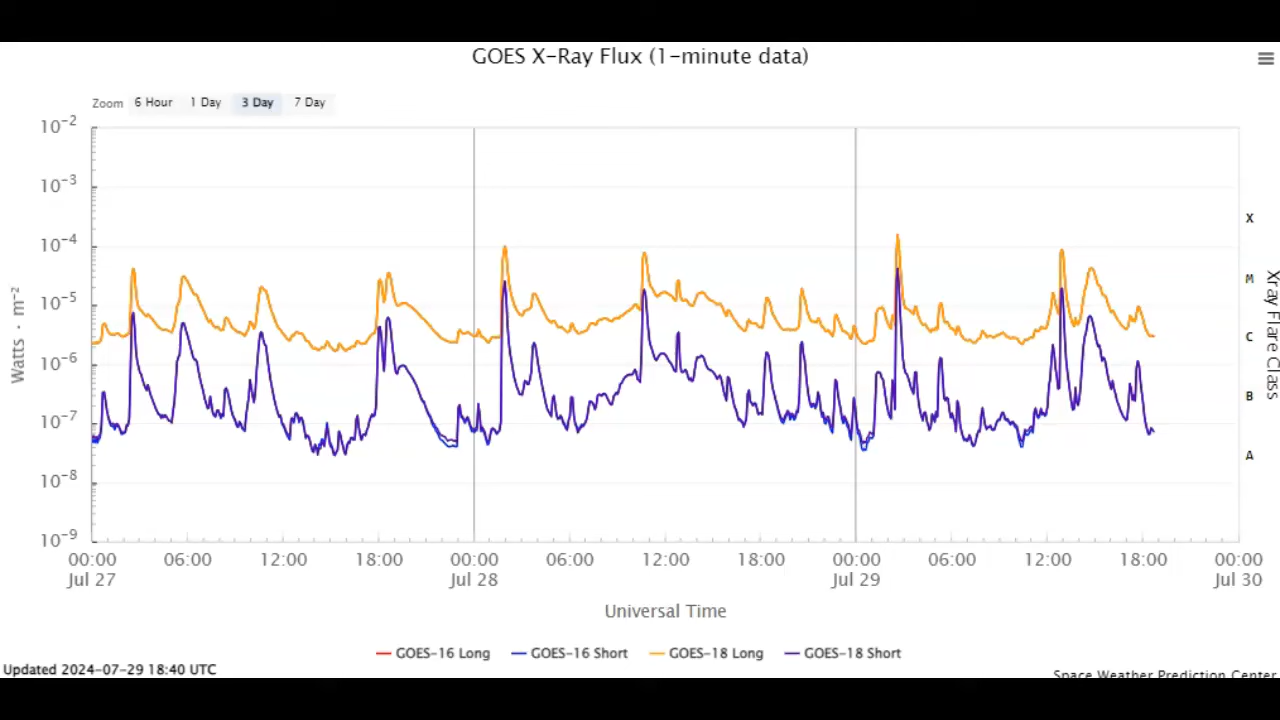 GOES X-Ray Flux (1-minute data)
Zoom 6 Hour 1 Day 3 Day 7 Day
10-2
10-3
10-4
10-5
10-6
10-7
10-8
10-9
Watts · m-2
X
M
C
B
A
Xray Flare Class
00:00 06:00 12:00 18:00 00:00 06:00 12:00 18:00 00:00 06:00 12:00 18:00 00:00
Jul 27 Jul 28 Jul 29 Jul 30
Universal Time
GOES-16 Long GOES-16 Short GOES-18 Long GOES-18 Short
Updated 2024-07-29 18:40 UTC
Space Weather Prediction Center